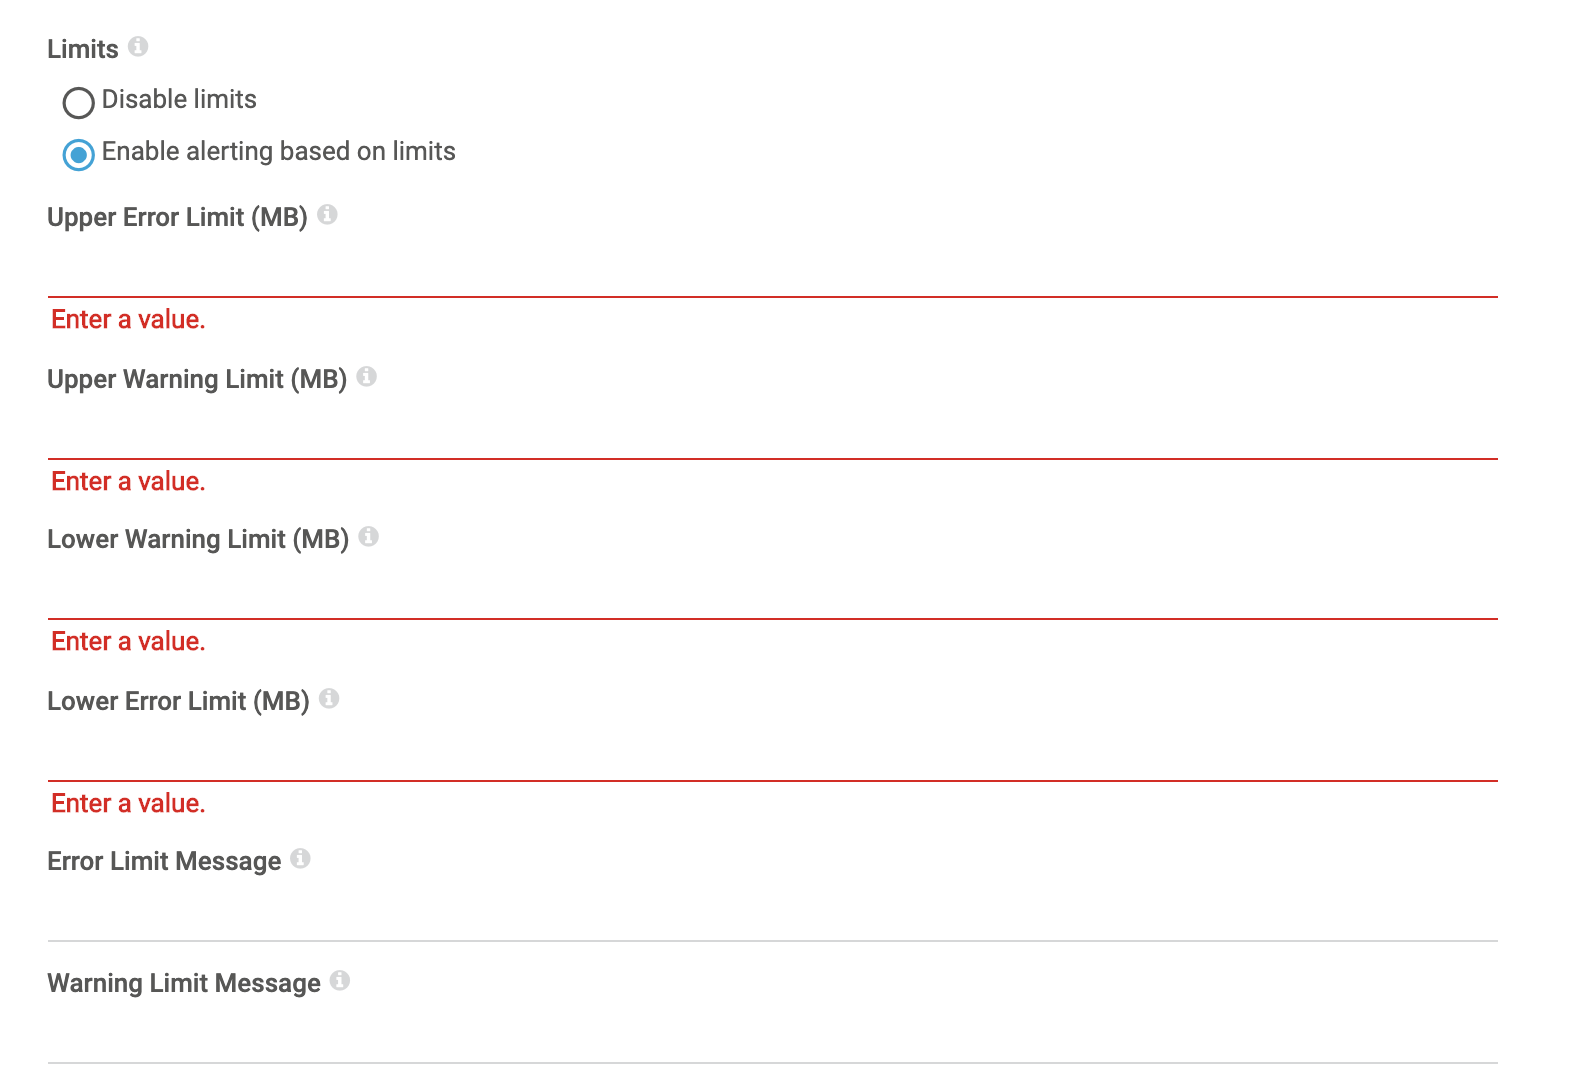 Limits
Disable limits
Enable alerting based on limits
Upper Error Limit (MB)
Enter a value.
Upper Warning Limit (MB)
Enter a value.
Lower Warning Limit (MB)
Enter a value.
Lower Error Limit (MB)
Enter a value.
Error Limit Message
Warning Limit Message